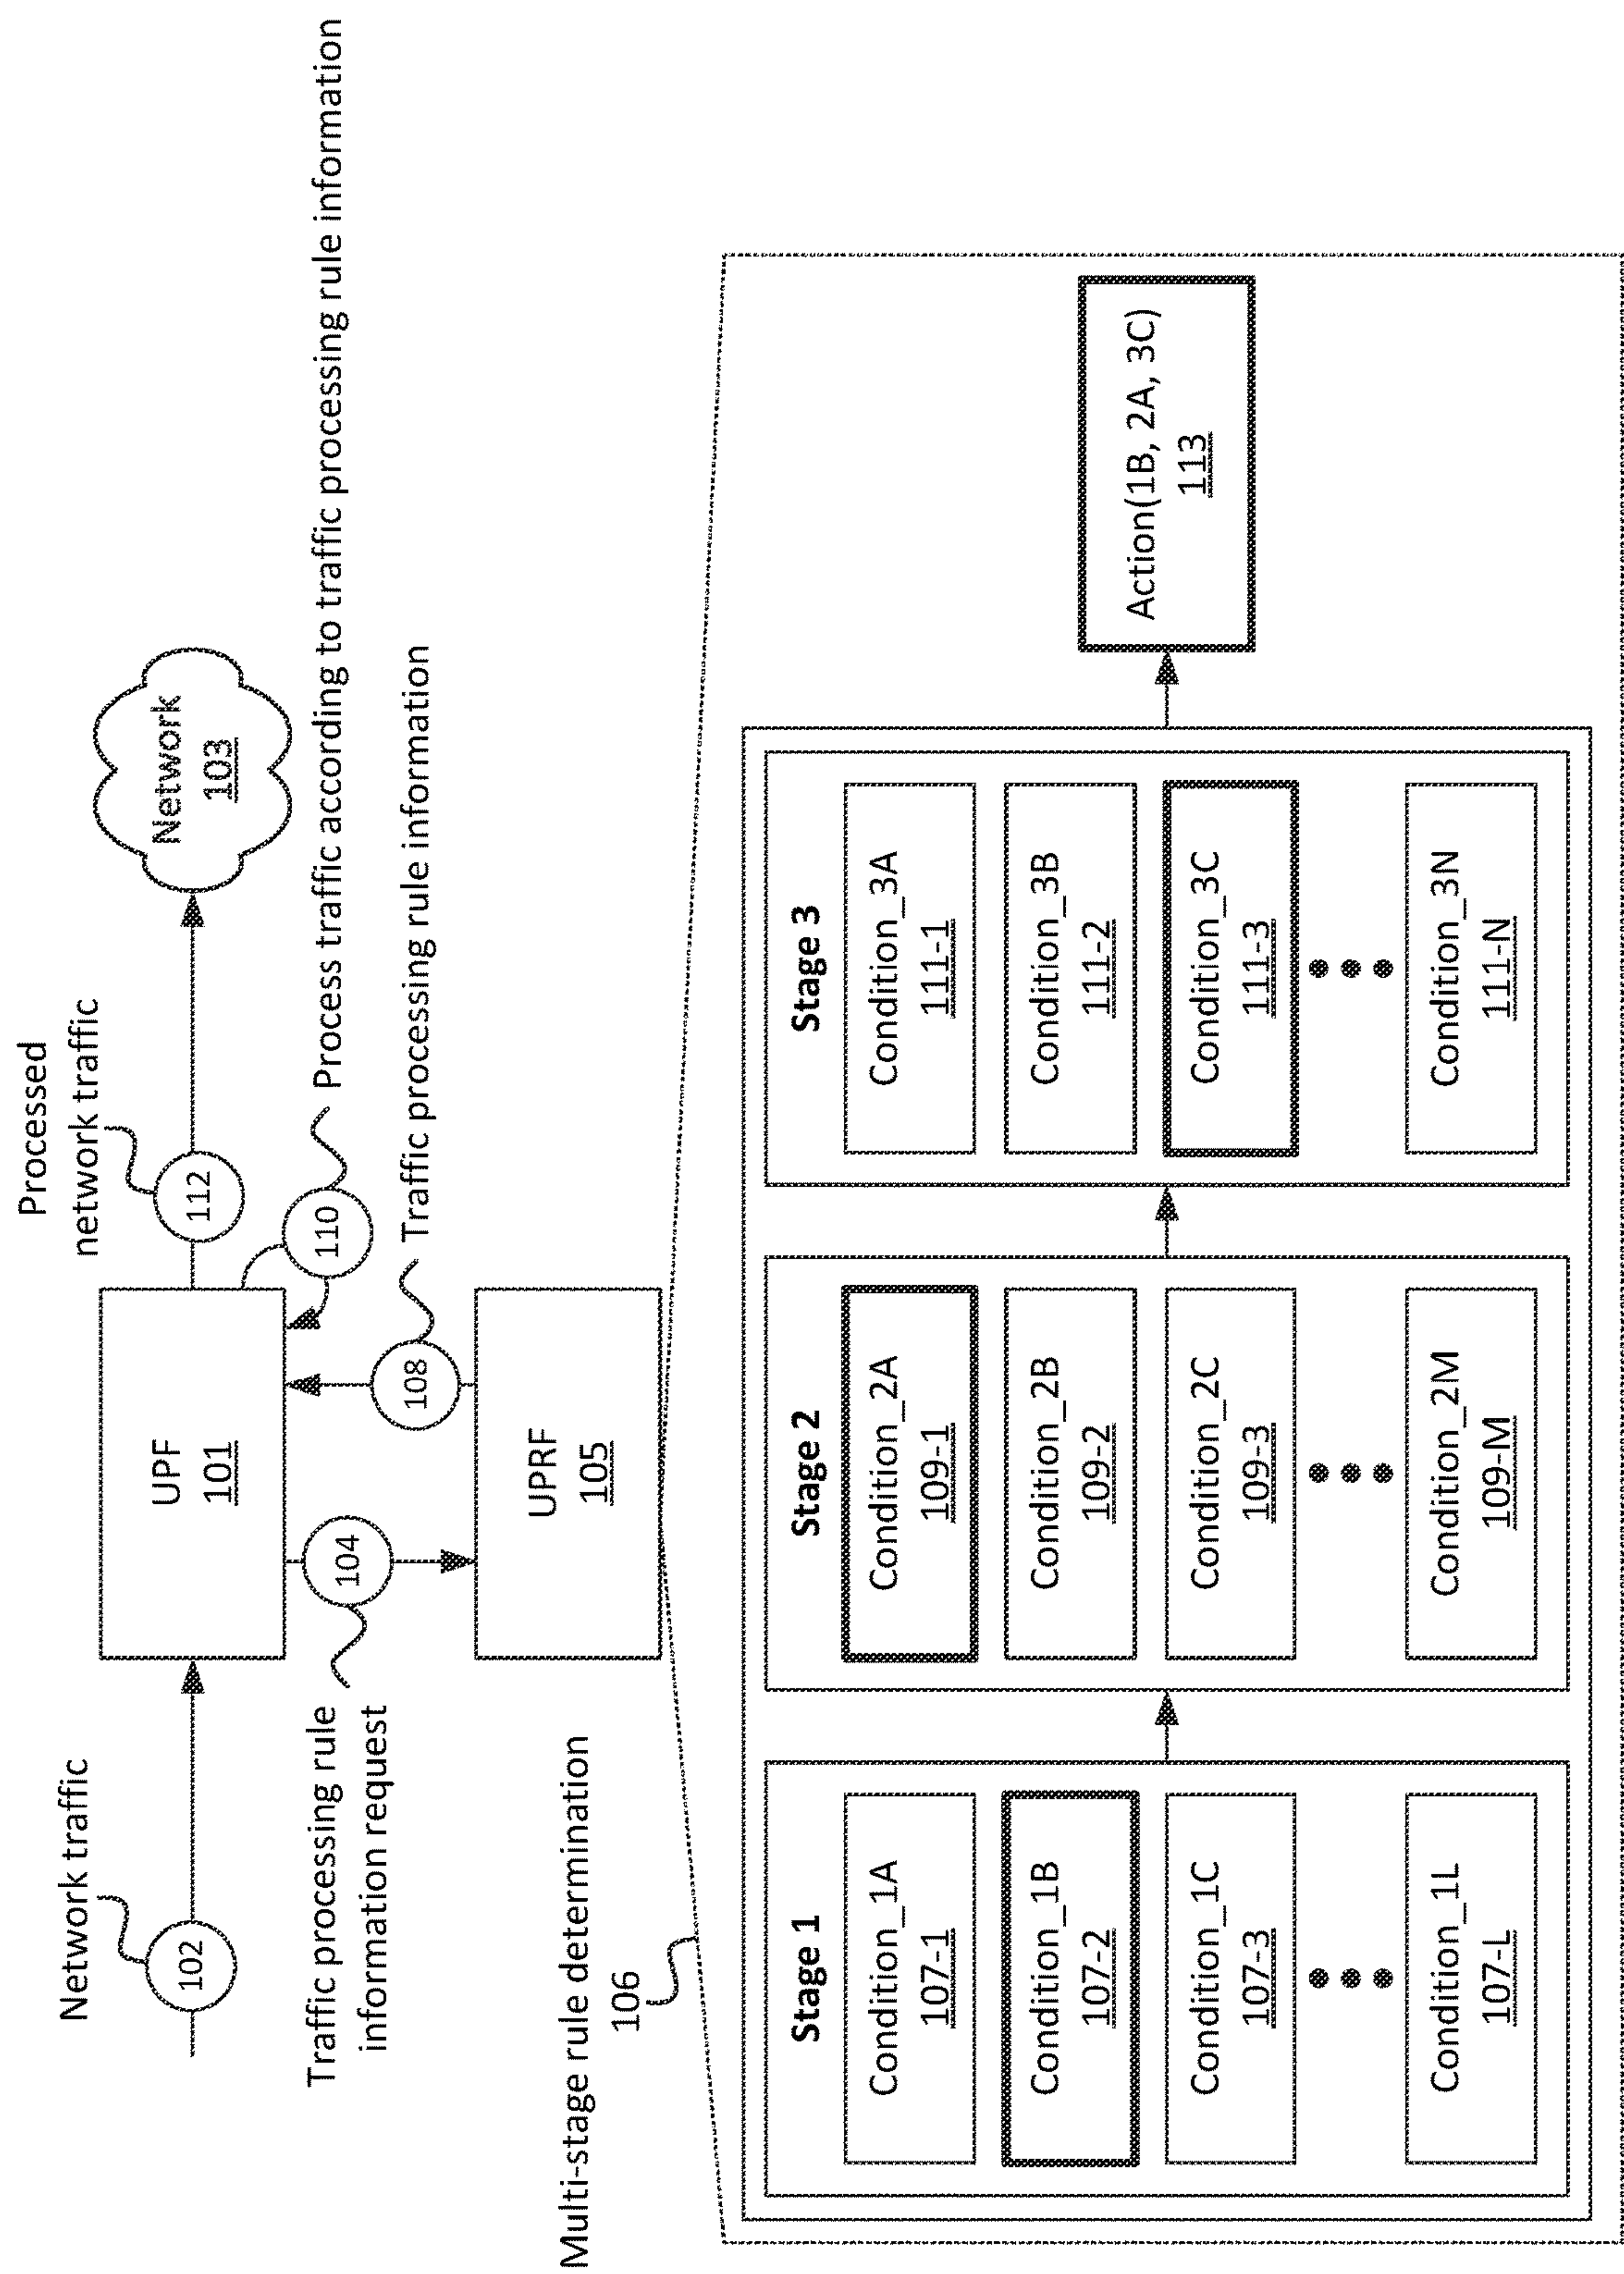 Processed
network traffic
Network traffic
102
UPF
101
112
Network
103
110
Process traffic according to traffic processing rule information
Traffic processing rule
information request
104
108
Traffic processing rule information
UPRF
105
Multi-stage rule determination
106
Stage 1
Condition_1A
107-1
Condition_1B
107-2
Condition_1C
107-3
Condition_1L
107-L
Stage 2
Condition_2A
109-1
Condition_2B
109-2
Condition_2C
109-3
Condition_2M
109-M
Stage 3
Condition_3A
111-1
Condition_3B
111-2
Condition_3C
111-3
Condition_3N
111-N
Action(1B, 2A, 3C)
113